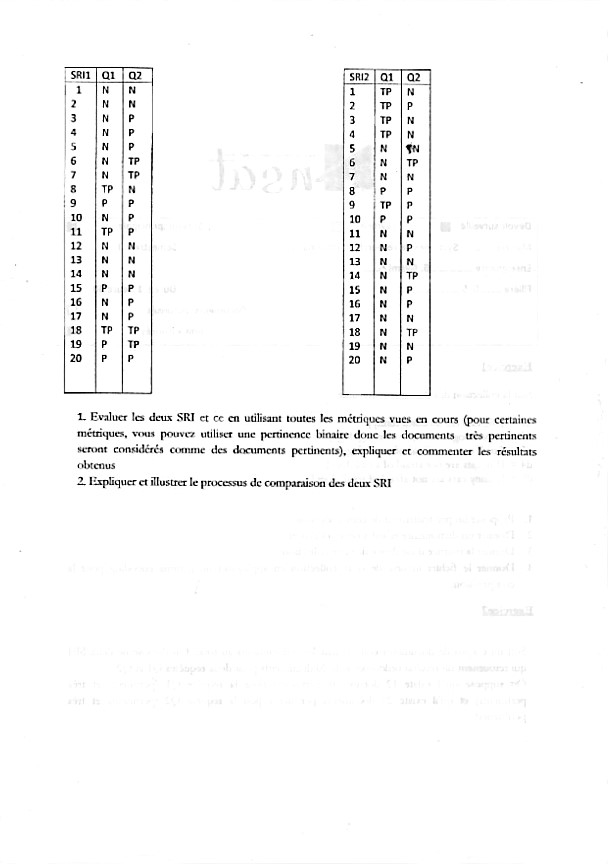 SRI1 Q1 Q2
1 N N
2 N N
3 N P
4 N P
5 N P
6 N TP
7 N TP
8 TP N
9 P P
10 N P
11 TP P
12 N N
13 N N
14 N N
15 P P
16 N P
17 N P
18 TP TP
19 P TP
20 P P
SRI2 Q1 Q2
1 TP N
2 TP P
3 TP N
4 TP N
5 N N
6 N TP
7 N N
8 P P
9 TP P
10 P P
11 N N
12 N P
13 N N
14 N TP
15 N P
16 N P
17 N N
18 N TP
19 N N
20 N P
1. Evaluer les deux SRI et ce en utilisant toutes les métriques vues en cours (pour certaines
métriques, vous pouvez utiliser une pertinence binaire donc les documents très pertinents
seront considérés comme des documents pertinents), expliquer et commenter les résultats
obtenus
2. Expliquer et illustrer le processus de comparaison des deux SRI